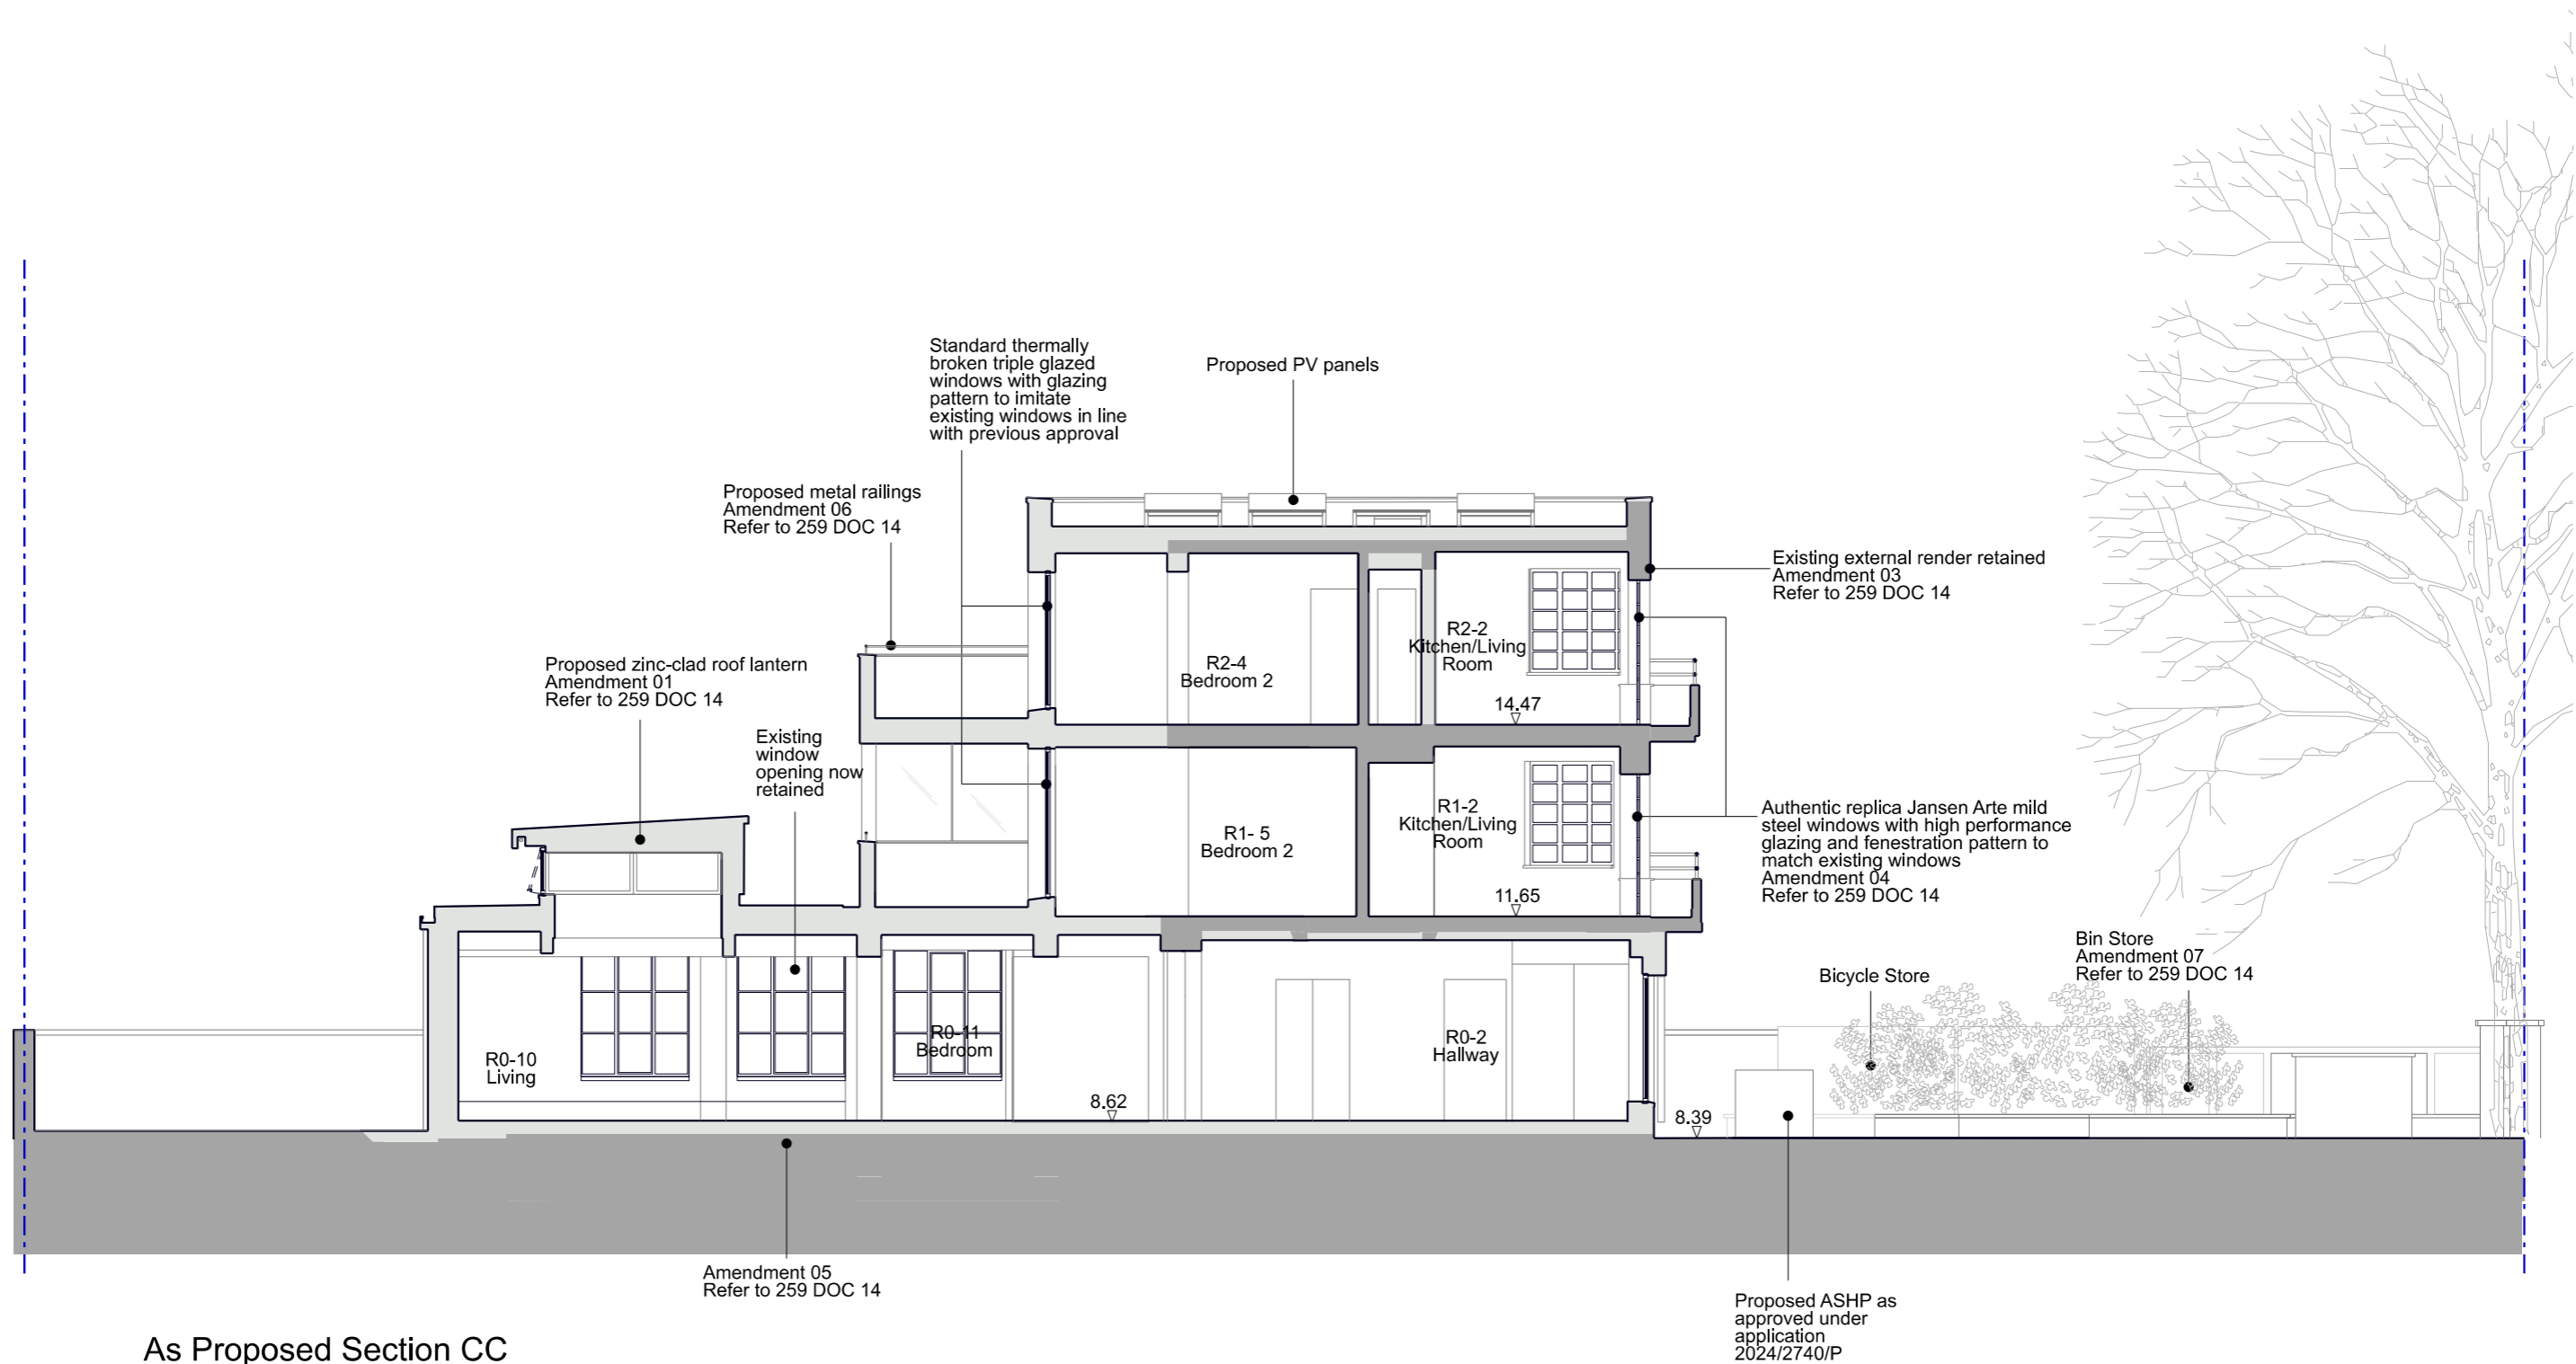 Standard thermally
broken triple glazed
windows with glazing
pattern to imitate
existing windows in line
with previous approval
Proposed PV panels
Proposed metal railings
Amendment 06
Refer to 259 DOC 14
Existing external render retained
Amendment 03
Refer to 259 DOC 14
Proposed zinc-clad roof lantern
Amendment 01
Refer to 259 DOC 14
Existing
window
opening now
retained
R2-4
Bedroom 2
R2-2
Kitchen/Living
Room
14.47
R1- 5
Bedroom 2
R1-2
Kitchen/Living
Room
11.65
Authentic replica Jansen Arte mild
steel windows with high performance
glazing and fenestration pattern to
match existing windows
Amendment 04
Refer to 259 DOC 14
Bin Store
Amendment 07
Refer to 259 DOC 14
Bicycle Store
R0-10
Living
R0-11
Bedroom
R0-2
Hallway
8.62
8.39
Amendment 05
Refer to 259 DOC 14
Proposed ASHP as
approved under
application
2024/2740/P
As Proposed Section CC